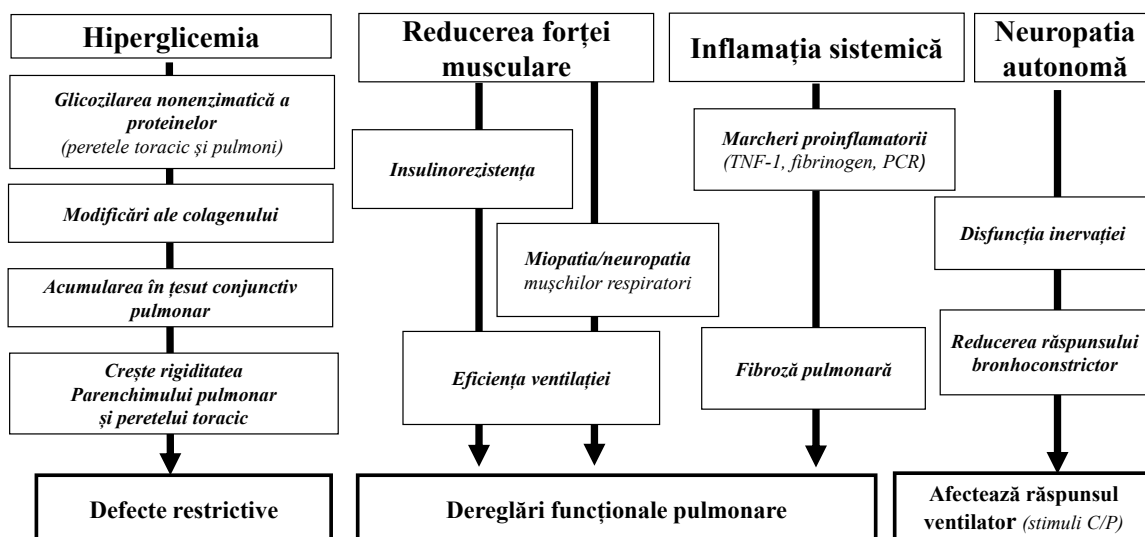 Hiperglicemia
Glicozilarea nonenzimatică a
proteinelor
(peretele toracic și pulmoni)
Modificări ale colagenului
Acumularea în țesut conjunctiv
pulmonar
Crește rigiditatea
Parenchimului pulmonar
și peretelui toracic
Defecte restrictive
Reducerea forței
musculare
Insulinorezistența
Miopatia/neuropatia
mușchilor respiratori
Eficiența ventilației
Inflamația sistemică
Marcheri proinflamatorii
(TNF-1, fibrinogen, PCR)
Fibroză pulmonară
Dereglări funcționale pulmonare
Neuropatia
autonomă
Disfuncția inervației
Reducerea răspunsului
bronhoconstrictor
Afectează răspunsul
ventilator (stimuli C/P)